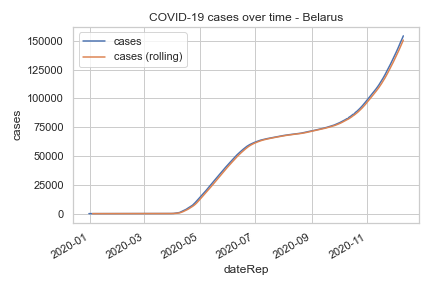 COVID-19 cases over time - Belarus
cases
cases (rolling)
150000
125000
100000
75000
50000
25000
0
cases
2020-01
2020-03
2020-05
2020-07
2020-09
2020-11
dateRep